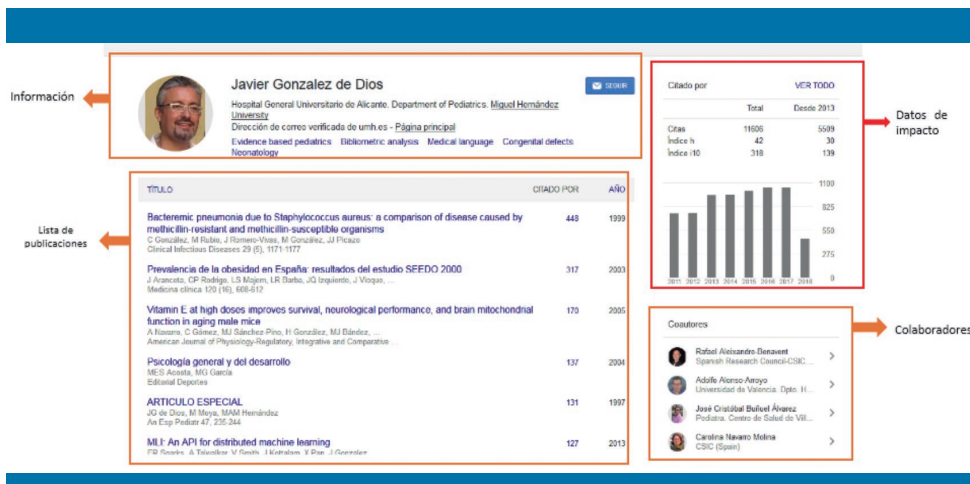 Información
Javier Gonzalez de Dios
SEGUIR
Hospital General Universitario de Alicante. Department of Pediatrics. Miguel Hernández
University
Dirección de correo verificada de umh.es - Página principal
Evidence based pediatrics Bibliometric analysis Medical language Congenital defects
Neonatology
Citado por VER TODO
Total Desde 2013
Citas 11606 5509
Índice h 42 30
Índice i10 318 139
1100
825
550
275
0
2011 2012 2013 2014 2015 2016 2017 2018
Datos de
impacto
Lista de
publicaciones
TÍTULO CITADO POR AÑO
Bacteremic pneumonia due to Staphylococcus aureus: a comparison of disease caused by
methicillin-resistant and methicillin-susceptible organisms 448 1999
C González, M Rubio, J Romero-Vivas, M González, JJ Picazo
Clinical Infectious Diseases 29 (5), 1171-1177
Prevalencia de la obesidad en España: resultados del estudio SEEDO 2000 317 2003
J Aranceta, CP Rodrigo, LS Majem, LR Barba, JQ Izquierdo, J Vioque, ...
Medicina clínica 120 (16), 608-612
Vitamin E at high doses improves survival, neurological performance, and brain mitochondrial
function in aging male mice 170 2005
A Navarro, C Gómez, MJ Sánchez-Pino, H González, MJ Bández, ...
American Journal of Physiology-Regulatory, Integrative and Comparative ...
Psicología general y del desarrollo 137 2004
MES Acosta, MG García
Editorial Deportes
ARTICULO ESPECIAL 131 1997
JG de Dios, M Moya, MAM Hernández
An Esp Pediatr 47, 235-244
MLI: An API for distributed machine learning 127 2013
ER Sparks, A Talwalkar, V Smith, J Kottalam, X Pan, J Gonzalez
Coautores
Rafael Aleixandre-Benavent
Spanish Research Council-CSIC...
Adolfo Alonso-Arroyo
Universidad de Valencia. Dpto. H...
José Cristóbal Buñuel Álvarez
Pediatra. Centro de Salud de Vill...
Carolina Navarro Molina
CSIC (Spain)
Colaboradores